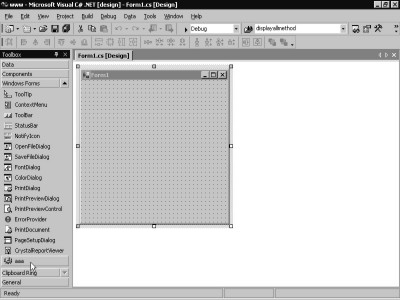 www - Microsoft Visual C# .NET [design] - Form1.cs [Design]
File Edit View Project Build Debug Data Tools Window Help
Debug displayallmethod
Toolbox Form1.cs [Design]
Data
Components
Windows Forms
Form1
ToolTip
ContextMenu
ToolBar
StatusBar
NotifyIcon
OpenFileDialog
SaveFileDialog
FontDialog
ColorDialog
PrintDialog
PrintPreviewDialog
PrintPreviewControl
ErrorProvider
PrintDocument
PageSetupDialog
CrystalReportViewer
Clipboard Ring
General
Ready